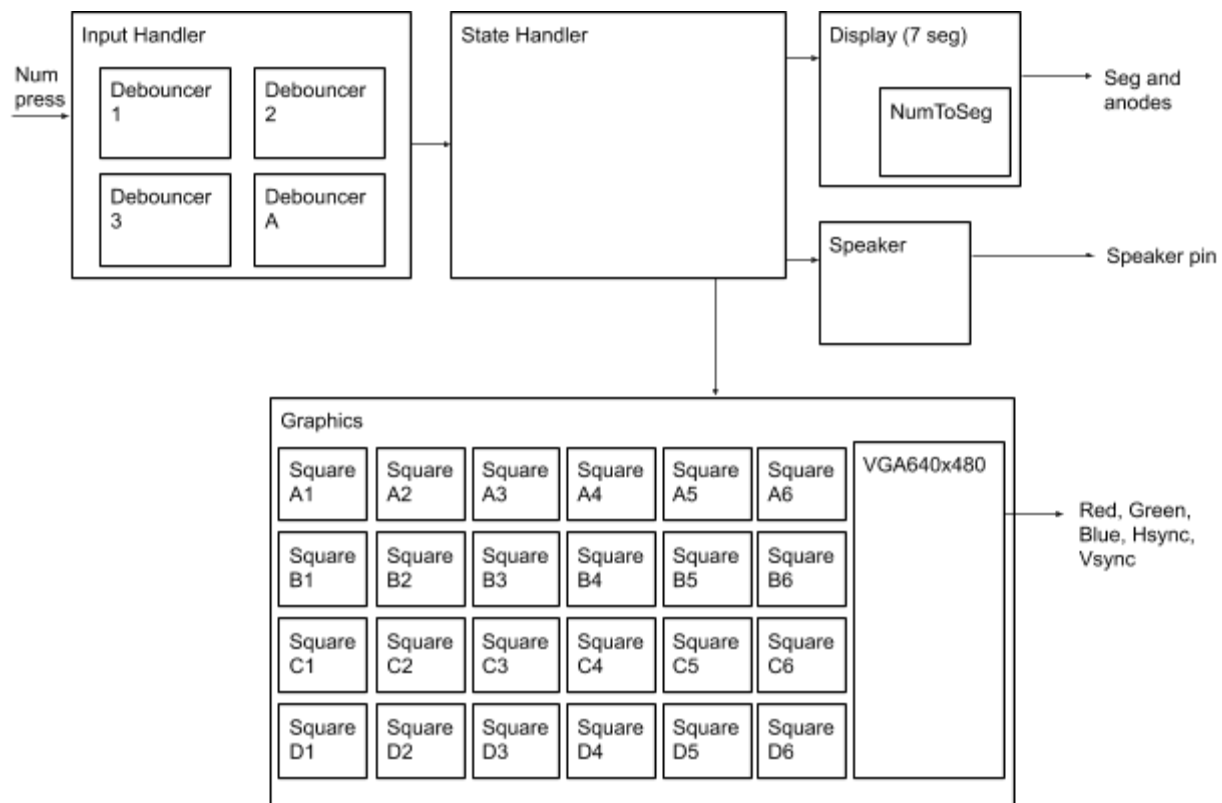 Input Handler
Num
press
Debouncer
1
Debouncer
2
Debouncer
3
Debouncer
A
State Handler
Display (7 seg)
NumToSeg
Seg and
anodes
Speaker
Speaker pin
Graphics
Square
A1
Square
A2
Square
A3
Square
A4
Square
A5
Square
A6
Square
B1
Square
B2
Square
B3
Square
B4
Square
B5
Square
B6
Square
C1
Square
C2
Square
C3
Square
C4
Square
C5
Square
C6
Square
D1
Square
D2
Square
D3
Square
D4
Square
D5
Square
D6
VGA640x480
Red, Green,
Blue, Hsync,
Vsync